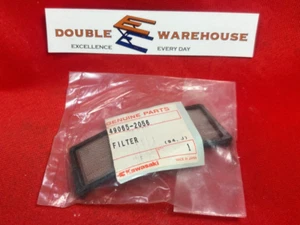 DOUBLE WAREHOUSE
EXCELLENCE EVERY DAY
GENUINE PARTS
49065-2056
FILTER
1
Kawasaki